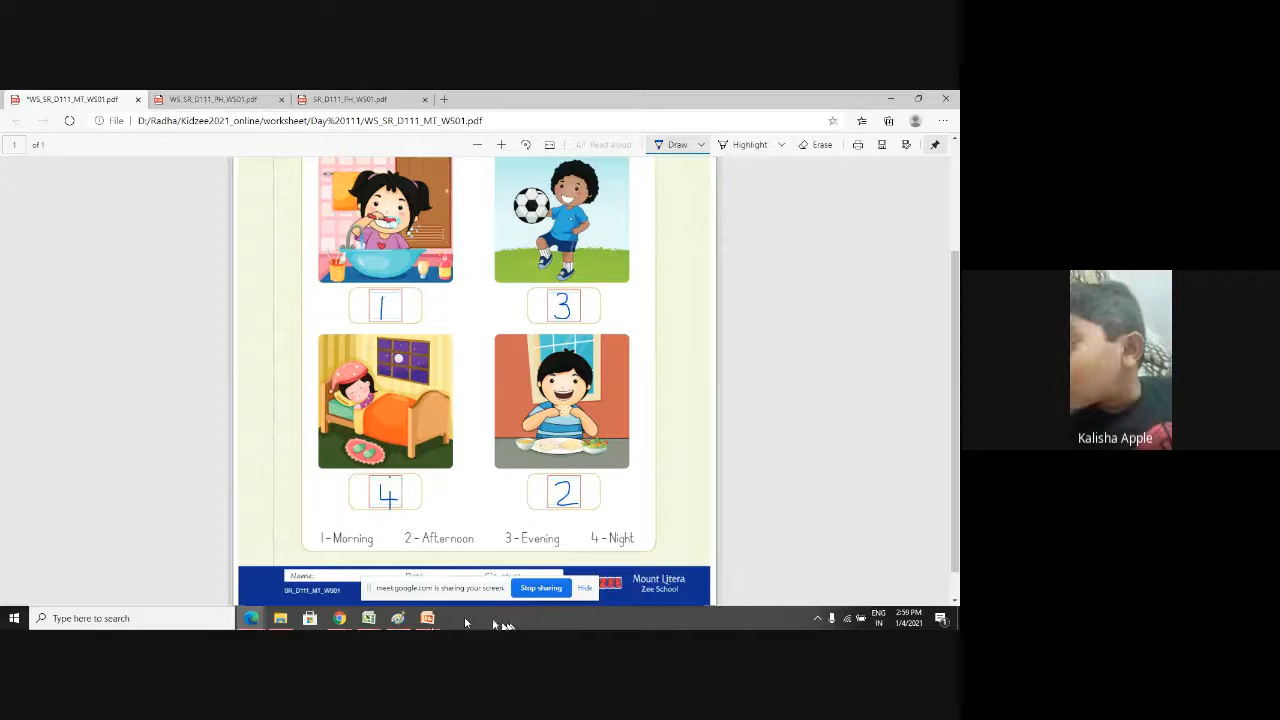 *WS_SR_D111_MT_WS01.pdf
WS_SR_D111_PH_WS01.pdf
SR_D111_PH_WS01.pdf
File
D:/Radha/Kidzee2021_online/worksheet/Day%20111/WS_SR_D111_MT_WS01.pdf
1 of 1
Read aloud
Draw
Highlight
Erase
1
3
4
2
1 - Morning
2 - Afternoon
3 - Evening
4 - Night
Name:
SR_D111_MT_WS01
meet.google.com is sharing your screen.
Stop sharing
Hide
Mount Litera
Zee School
Kalisha Apple
Type here to search
ENG
IN
2:59 PM
1/4/2021